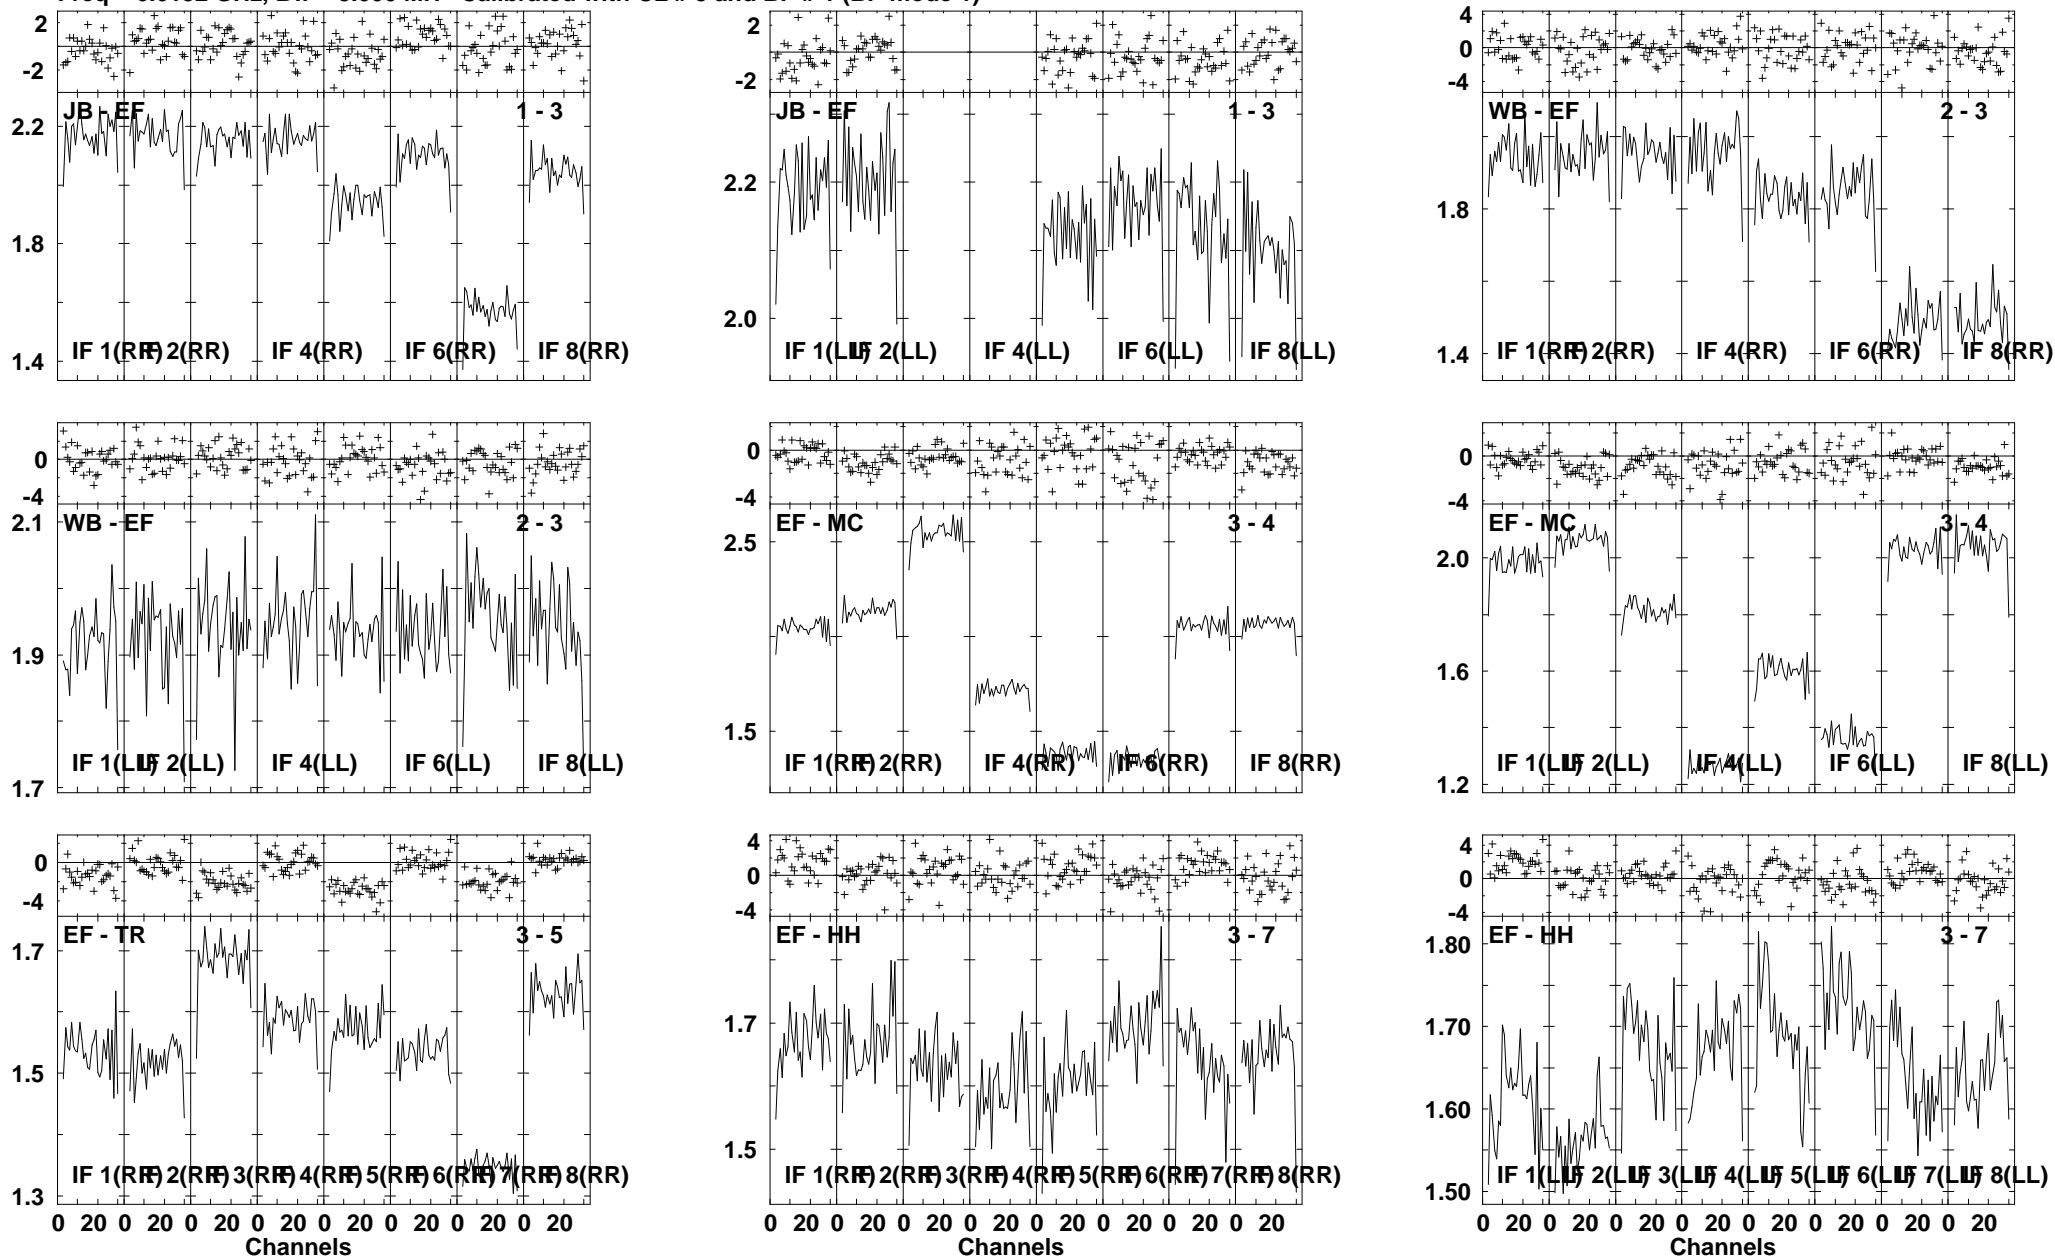 Freq = GHz, Bw = MH Calibrated with CL # and BP # 1 (BP mode 1)
2
-2
JB - EF 1 - 3
2.2
1.8
1.4
IF 1(RR) IF 2(RR) IF 4(RR) IF 6(RR) IF 8(RR)
2
-2
JB - EF 1 - 3
2.2
2.0
IF 1(LL) IF 2(LL) IF 4(LL) IF 6(LL) IF 8(LL)
4
0
-4
WB - EF 2 - 3
1.8
1.4
IF 1(RR) IF 2(RR) IF 4(RR) IF 6(RR) IF 8(RR)
0
-4
WB - EF 2 - 3
2.1
1.9
1.7
IF 1(LL) IF 2(LL) IF 4(LL) IF 6(LL) IF 8(LL)
0
-4
EF - MC 3 - 4
2.5
1.5
IF 1(RR) IF 2(RR) IF 4(RR) IF 6(RR) IF 8(RR)
0
-4
EF - MC 3 - 4
2.0
1.6
1.2
IF 1(LL) IF 2(LL) IF 4(LL) IF 6(LL) IF 8(LL)
0
-4
EF - TR 3 - 5
1.7
1.5
1.3
IF 1(RR) IF 2(RR) IF 3(RR) IF 4(RR) IF 5(RR) IF 6(RR) IF 7(RR) IF 8(RR)
0 20 0 20 0 20 0 20 0 20 0 20 0 20 0 20
Channels
4
0
-4
EF - HH 3 - 7
1.7
1.5
IF 1(RR) IF 2(RR) IF 3(RR) IF 4(RR) IF 5(RR) IF 6(RR) IF 7(RR) IF 8(RR)
0 20 0 20 0 20 0 20 0 20 0 20 0 20 0 20
Channels
4
0
-4
EF - HH 3 - 7
1.80
1.70
1.60
1.50
IF 1(LL) IF 2(LL) IF 3(LL) IF 4(LL) IF 5(LL) IF 6(LL) IF 7(LL) IF 8(LL)
0 20 0 20 0 20 0 20 0 20 0 20 0 20 0 20
Channels